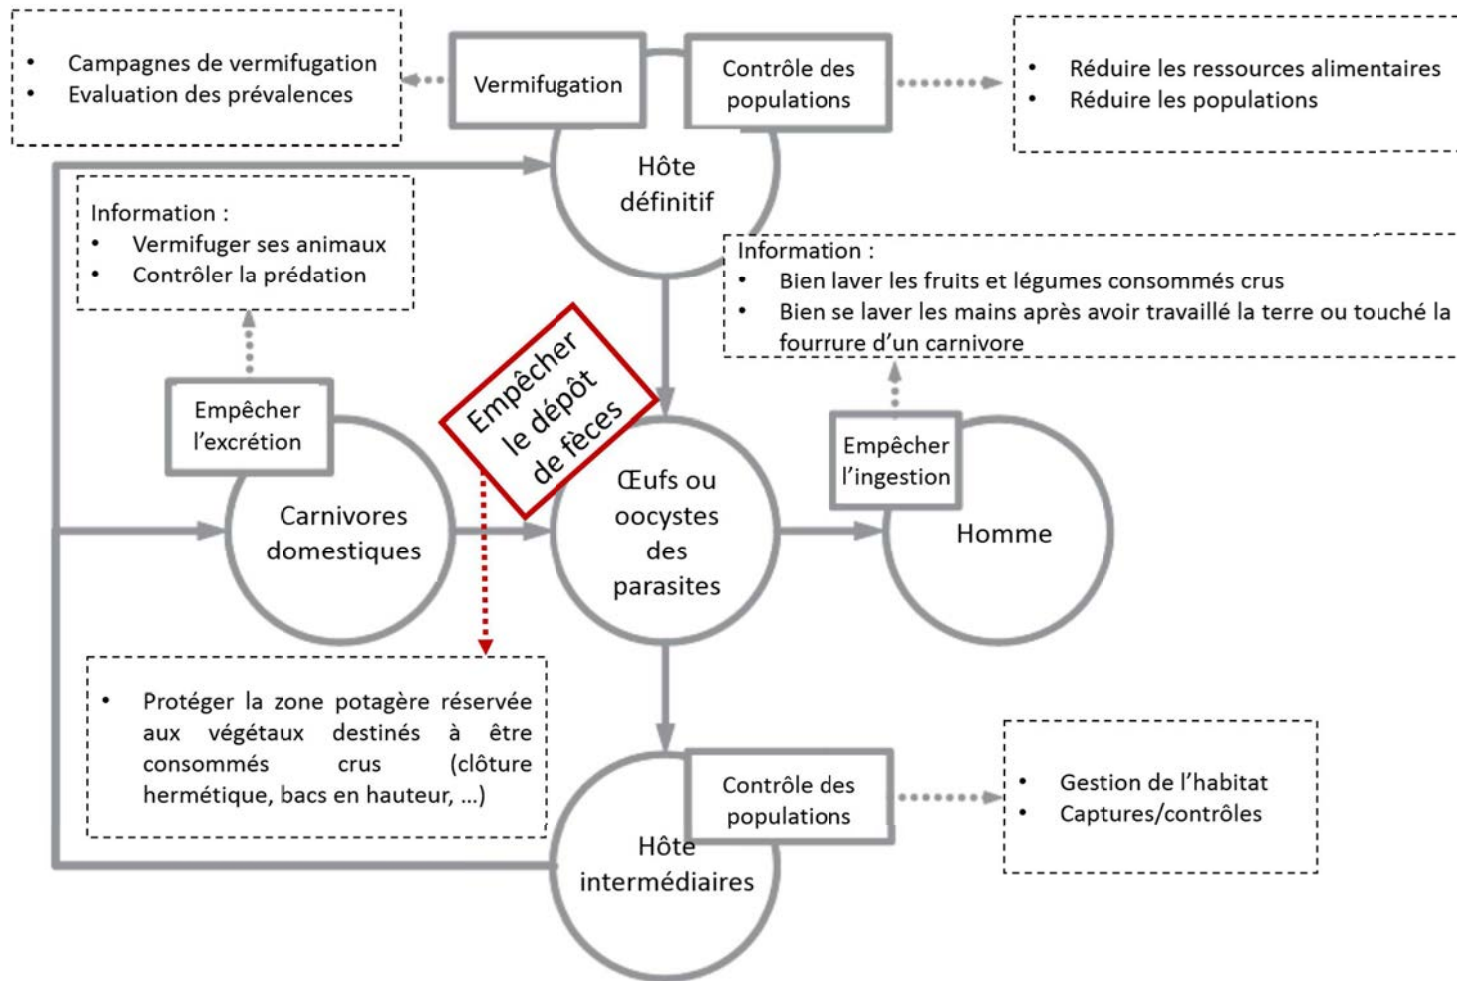 • Campagnes de vermifugation
• Evaluation des prévalences
Vermifugation
Contrôle des
populations
• Réduire les ressources alimentaires
• Réduire les populations
Hôte
définitif
Information :
• Vermifuger ses animaux
• Contrôler la prédation
Information :
• Bien laver les fruits et légumes consommés crus
• Bien se laver les mains après avoir travaillé la terre ou touché la
fourrure d’un carnivore
Empêcher
le dépôt
de fèces
Empêcher
l’excrétion
Carnivores
domestiques
Œufs ou
oocystes
des
parasites
Empêcher
l’ingestion
Homme
• Protéger la zone potagère réservée
aux végétaux destinés à être
consommés crus (clôture
hermétique, bacs en hauteur, ...)
Contrôle des
populations
Hôte
intermédiaires
• Gestion de l’habitat
• Captures/contrôles